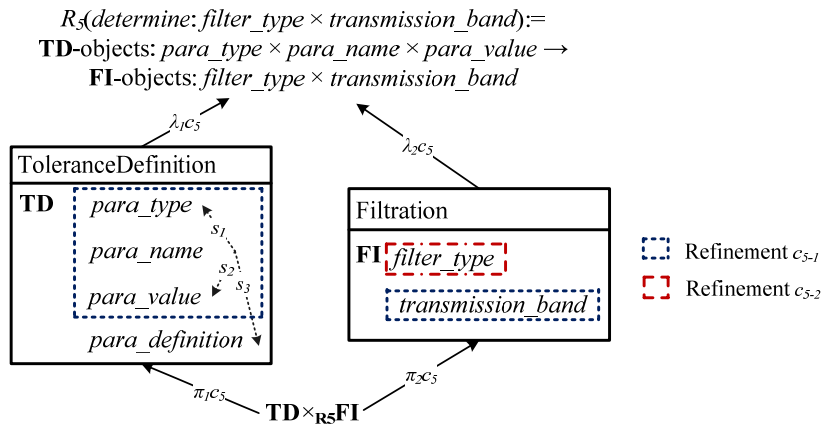 R5(determine: filter_type × transmission_band):=
TD-objects: para_type × para_name × para_value →
FI-objects: filter_type × transmission_band
λ1c5
λ2c5
ToleranceDefinition
TD
para_type
s1
para_name
s2
para_value
s3
para_definition
Filtration
FI
filter_type
transmission_band
Refinement c5-1
Refinement c5-2
π1c5
π2c5
TD×R5FI